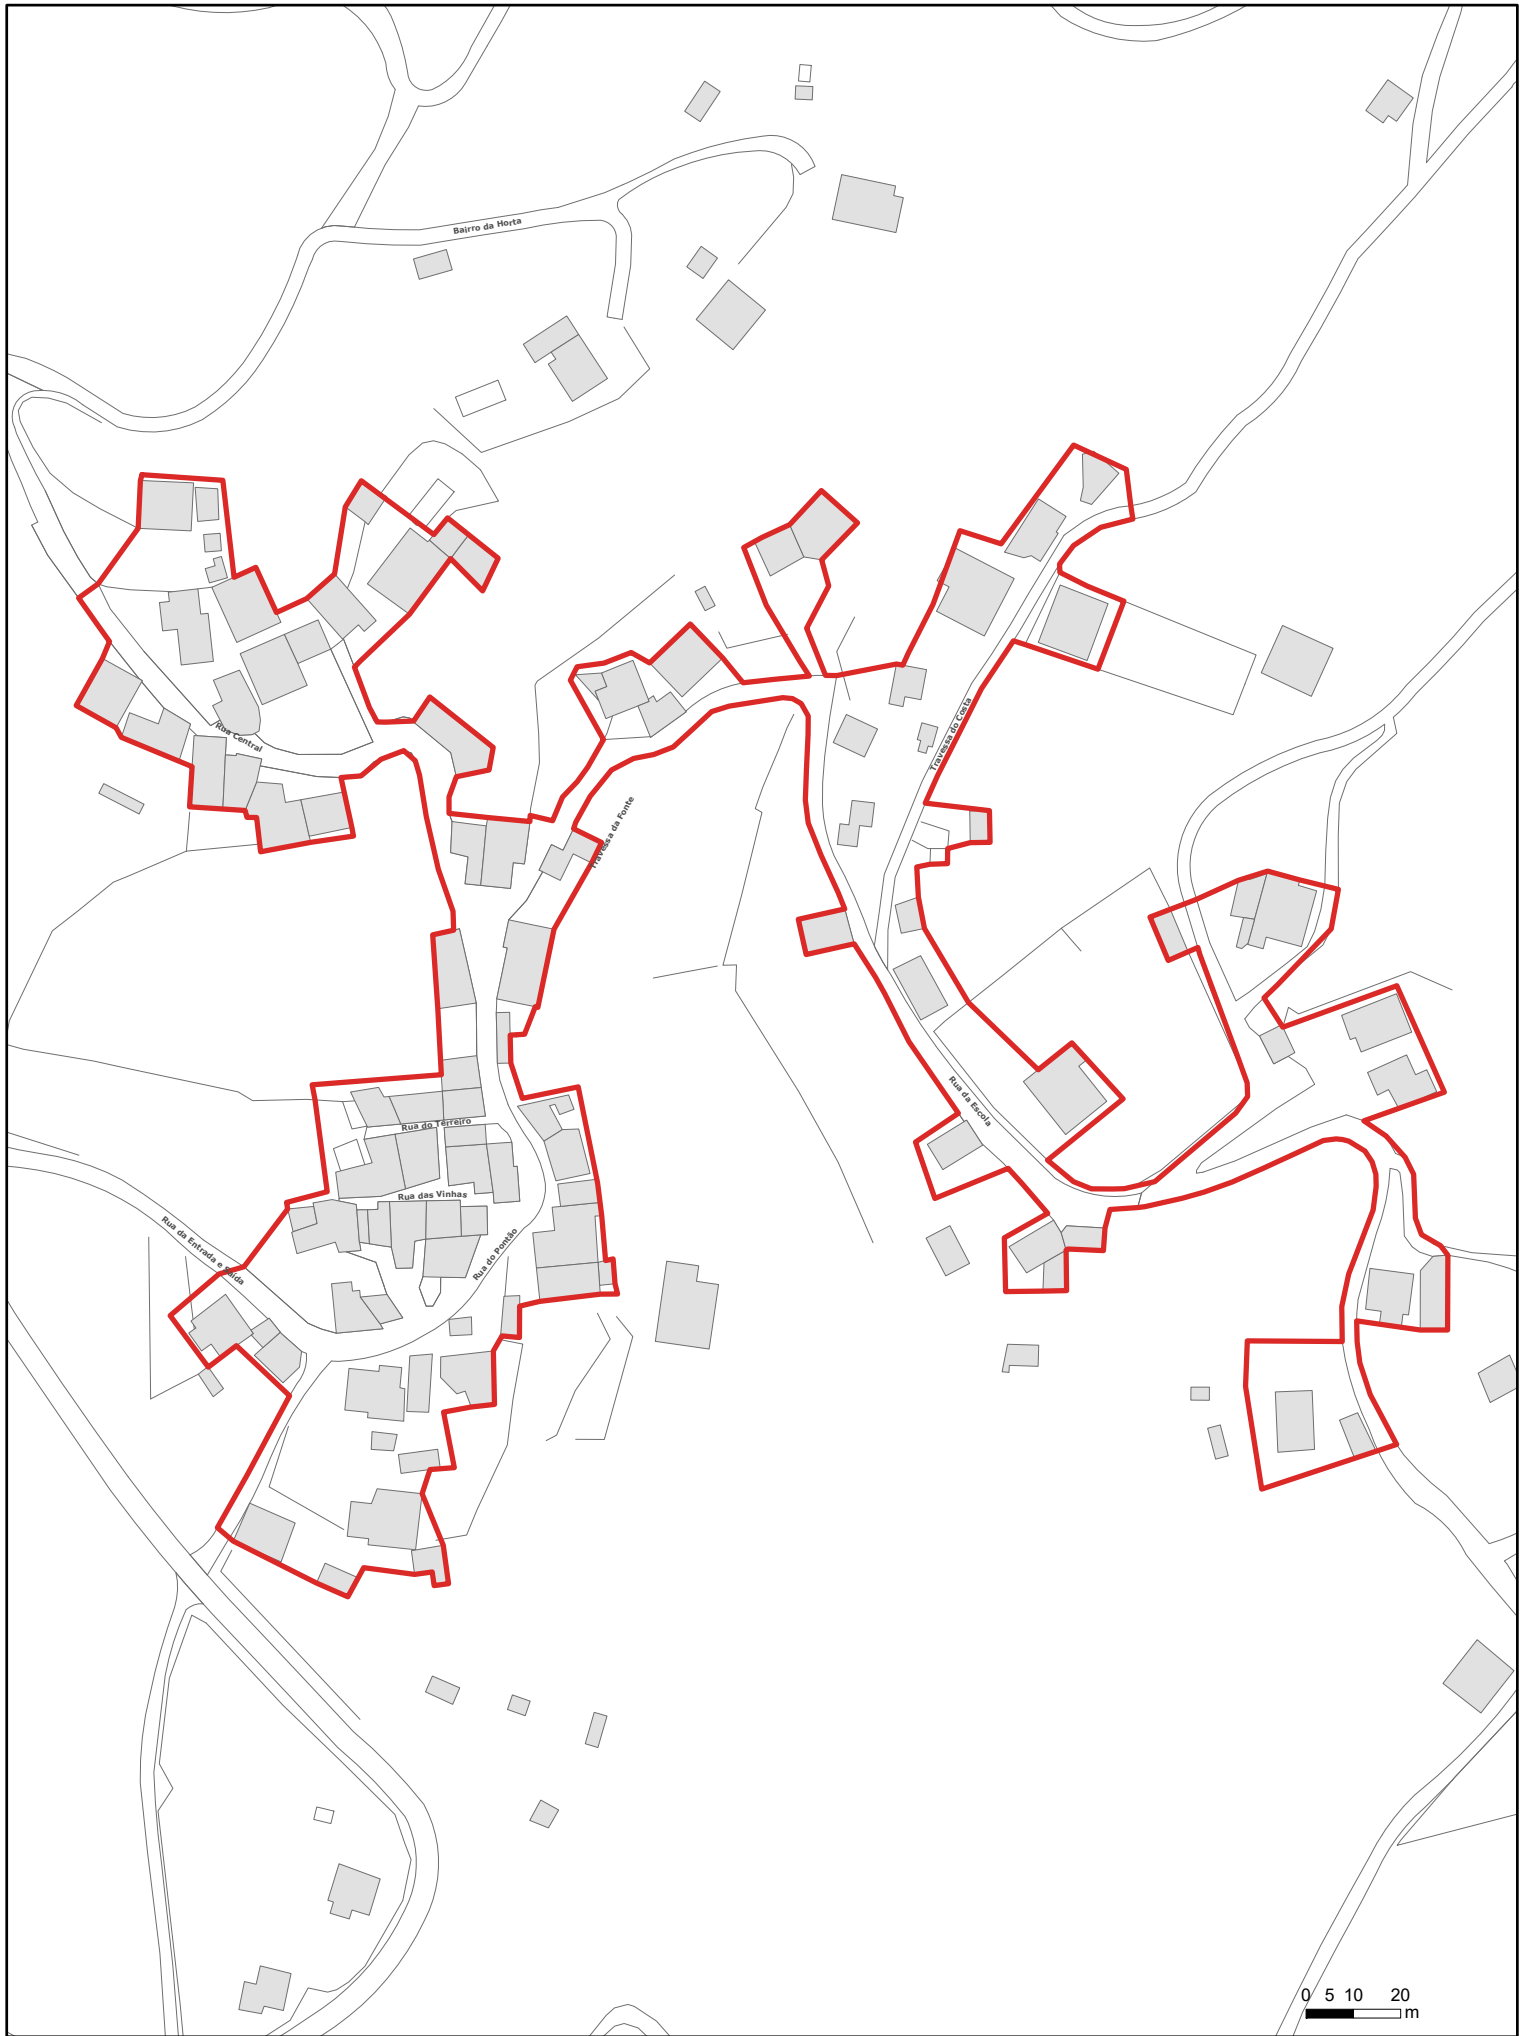 Bairro da Horta
Rua Central
Travessa do Costa
Travessa da Fonte
Rua da Escola
Rua do Terreiro
Rua das Vinhas
Rua da Entrada e Saída
Rua do Pontão
0 5 10 20
m